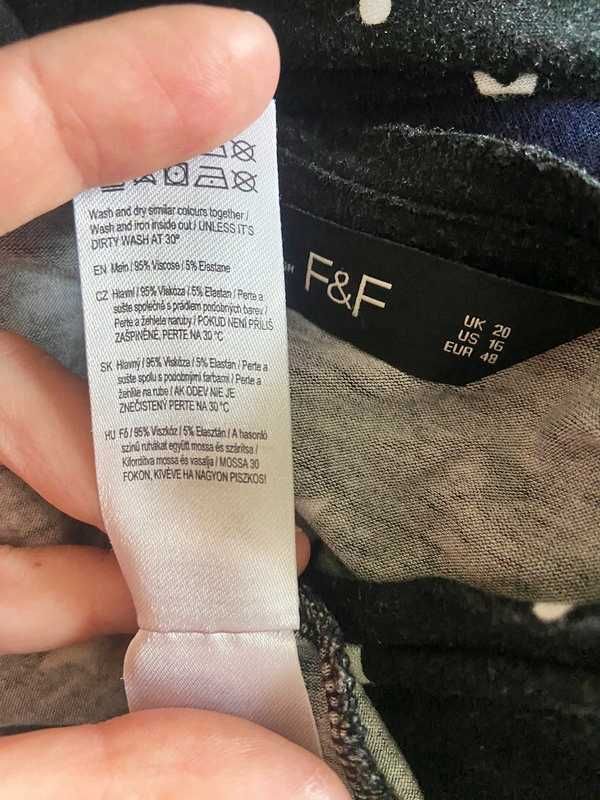 Wash and dry similar colours together /
Wash and iron inside out / UNLESS IT'S
DIRTY WASH AT 30°
EN Main / 95% Viscose / 5% Elastane
CZ Hlavní / 95% Viskóza / 5% Elastan / Perte a
sušte společně s prádlem podobných barev /
Perte a žehlete naruby / POKUD NENÍ PŘÍLIŠ
ZAŠPINĚNÉ, PERTE NA 30 °C
SK Hlavný / 95% Viskóza / 5% Elastan / Perte a
sušte spolu s podobnými farbami / Perte a
žehlite na rube / AK ODEV NIE JE
ZNEČISTENÝ PERTE NA 30 °C
HU Fő / 95% Viszkóz / 5% Elasztán / A hasonló
színű ruhákat együtt mossa és szárítsa /
Kifordítva mossa és vasalja / MOSSA 30
FOKON, KIVÉVE HA NAGYON PISZKOS!
F&F
UK 20
US 16
EUR 48